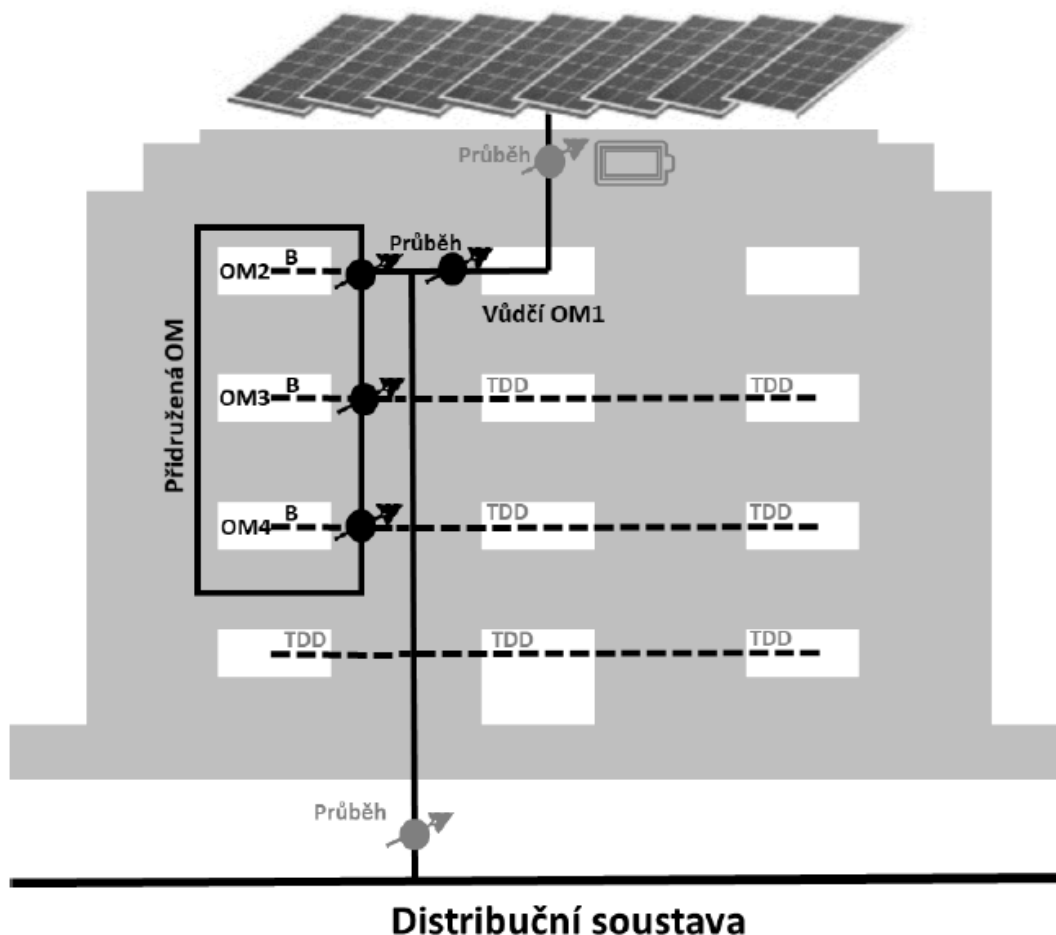 Průběh
Průběh
B
OM2
Vůdčí OM1
Přidružená OM
B
OM3
TDD
TDD
B
OM4
TDD
TDD
TDD
TDD
TDD
Průběh
Distribuční soustava